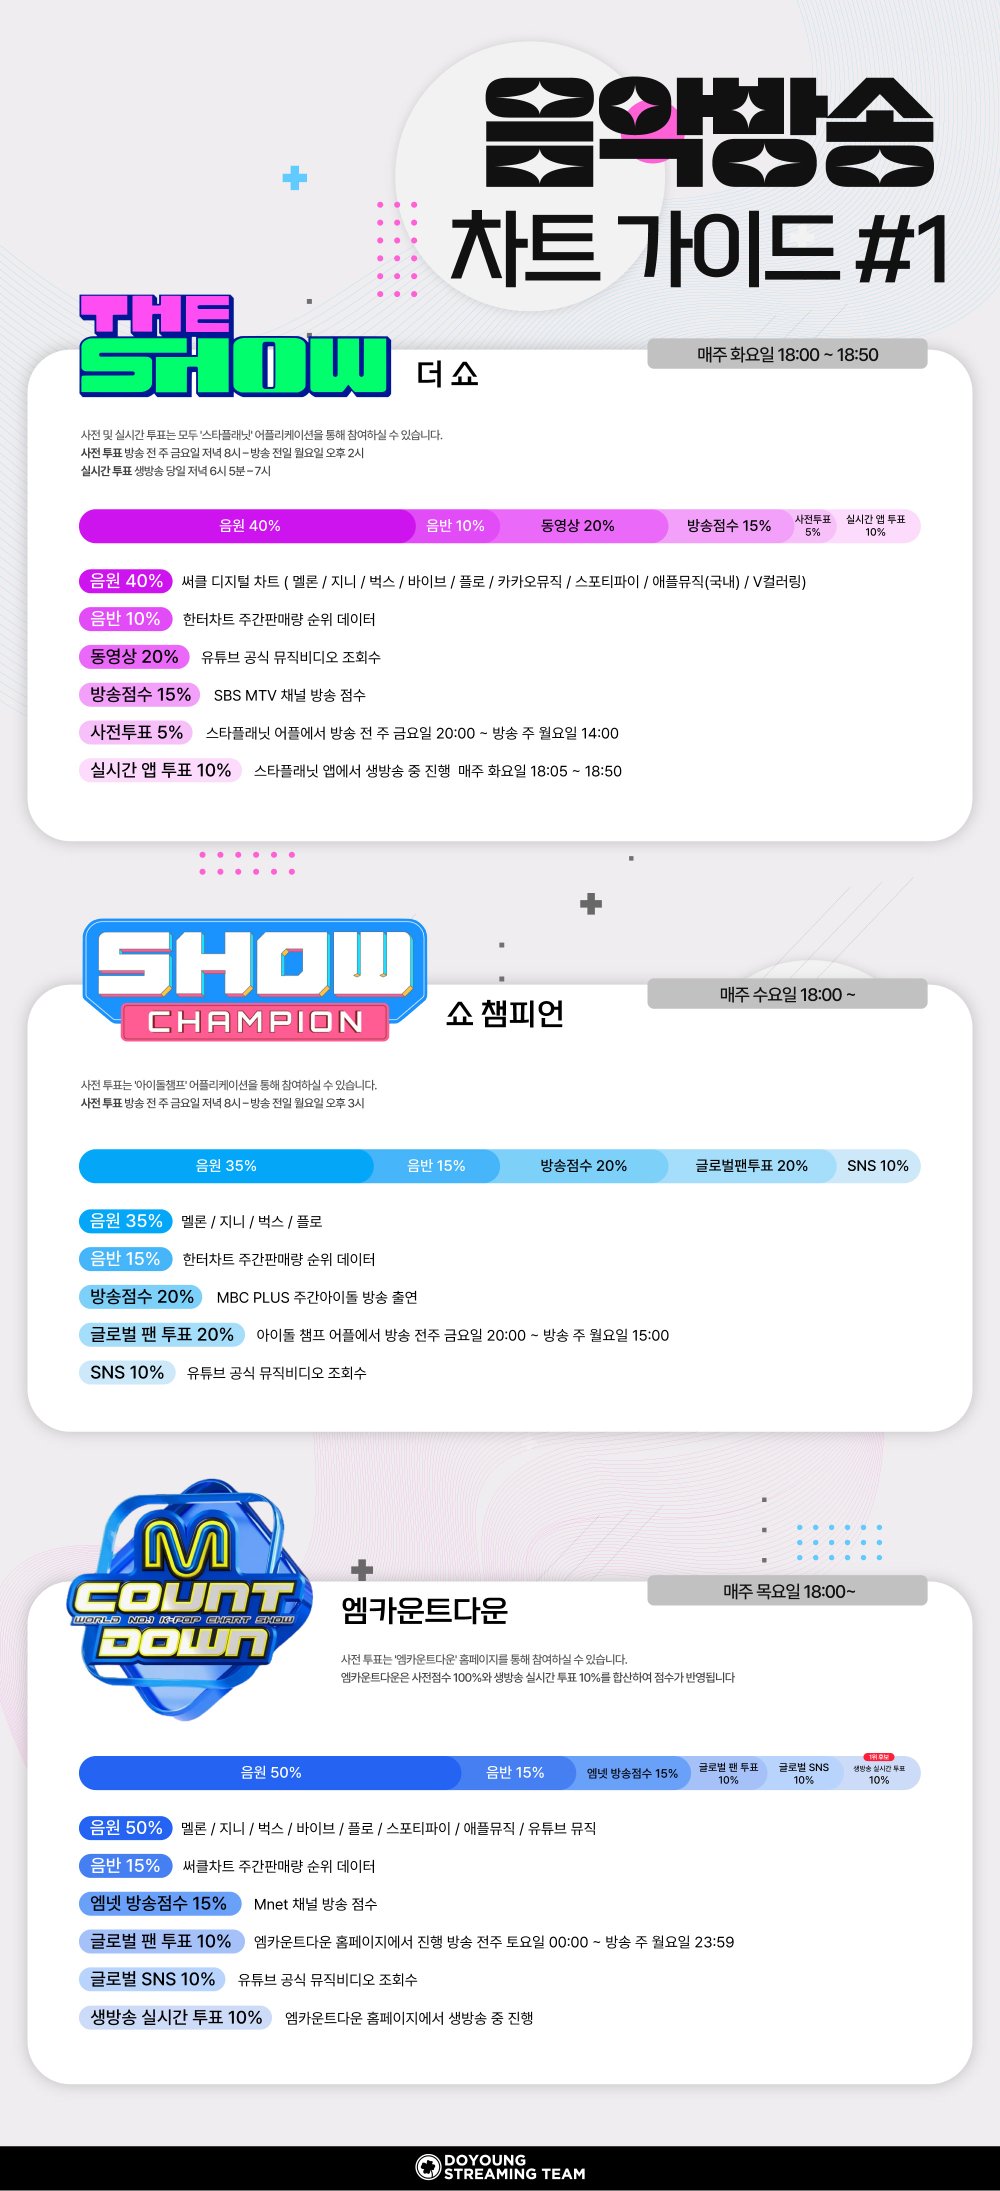 음악방송
차트 가이드 #1
THE
SHOW
더 쇼
매주 화요일 18:00 ~ 18:50
사전 및 실시간 투표는 모두 '스타플래닛' 어플리케이션을 통해 참여하실 수 있습니다.
사전 투표 방송 전 주 금요일 저녁 8시 – 방송 전일 월요일 오후 2시
실시간 투표 생방송 당일 저녁 6시 5분 – 7시
음원 40% 음반 10% 동영상 20% 방송점수 15% 사전투표 5% 실시간 앱 투표 10%
음원 40% 써클 디지털 차트 ( 멜론 / 지니 / 벅스 / 바이브 / 플로 / 카카오뮤직 / 스포티파이 / 애플뮤직(국내) / V컬러링)
음반 10% 한터차트 주간판매량 순위 데이터
동영상 20% 유튜브 공식 뮤직비디오 조회수
방송점수 15% SBS MTV 채널 방송 점수
사전투표 5% 스타플래닛 어플에서 방송 전 주 금요일 20:00 ~ 방송 주 월요일 14:00
실시간 앱 투표 10% 스타플래닛 앱에서 생방송 중 진행 매주 화요일 18:05 ~ 18:50
SHOW
CHAMPION
쇼 챔피언
매주 수요일 18:00 ~
사전 투표는 '아이돌챔프' 어플리케이션을 통해 참여하실 수 있습니다.
사전 투표 방송 전 주 금요일 저녁 8시 – 방송 전일 월요일 오후 3시
음원 35% 음반 15% 방송점수 20% 글로벌팬투표 20% SNS 10%
음원 35% 멜론 / 지니 / 벅스 / 플로
음반 15% 한터차트 주간판매량 순위 데이터
방송점수 20% MBC PLUS 주간아이돌 방송 출연
글로벌 팬 투표 20% 아이돌 챔프 어플에서 방송 전주 금요일 20:00 ~ 방송 주 월요일 15:00
SNS 10% 유튜브 공식 뮤직비디오 조회수
M
COUNT
WORLD NO.1 K-POP CHART SHOW
DOWN
엠카운트다운
매주 목요일 18:00~
사전 투표는 '엠카운트다운' 홈페이지를 통해 참여하실 수 있습니다.
엠카운트다운은 사전점수 100%와 생방송 실시간 투표 10%를 합산하여 점수가 반영됩니다
음원 50% 음반 15% 엠넷 방송점수 15% 글로벌 팬 투표 10% 글로벌 SNS 10% 1위 후보 생방송 실시간 투표 10%
음원 50% 멜론 / 지니 / 벅스 / 바이브 / 플로 / 스포티파이 / 애플뮤직 / 유튜브 뮤직
음반 15% 써클차트 주간판매량 순위 데이터
엠넷 방송점수 15% Mnet 채널 방송 점수
글로벌 팬 투표 10% 엠카운트다운 홈페이지에서 진행 방송 전주 토요일 00:00 ~ 방송 주 월요일 23:59
글로벌 SNS 10% 유튜브 공식 뮤직비디오 조회수
생방송 실시간 투표 10% 엠카운트다운 홈페이지에서 생방송 중 진행
DOYOUNG
STREAMING TEAM